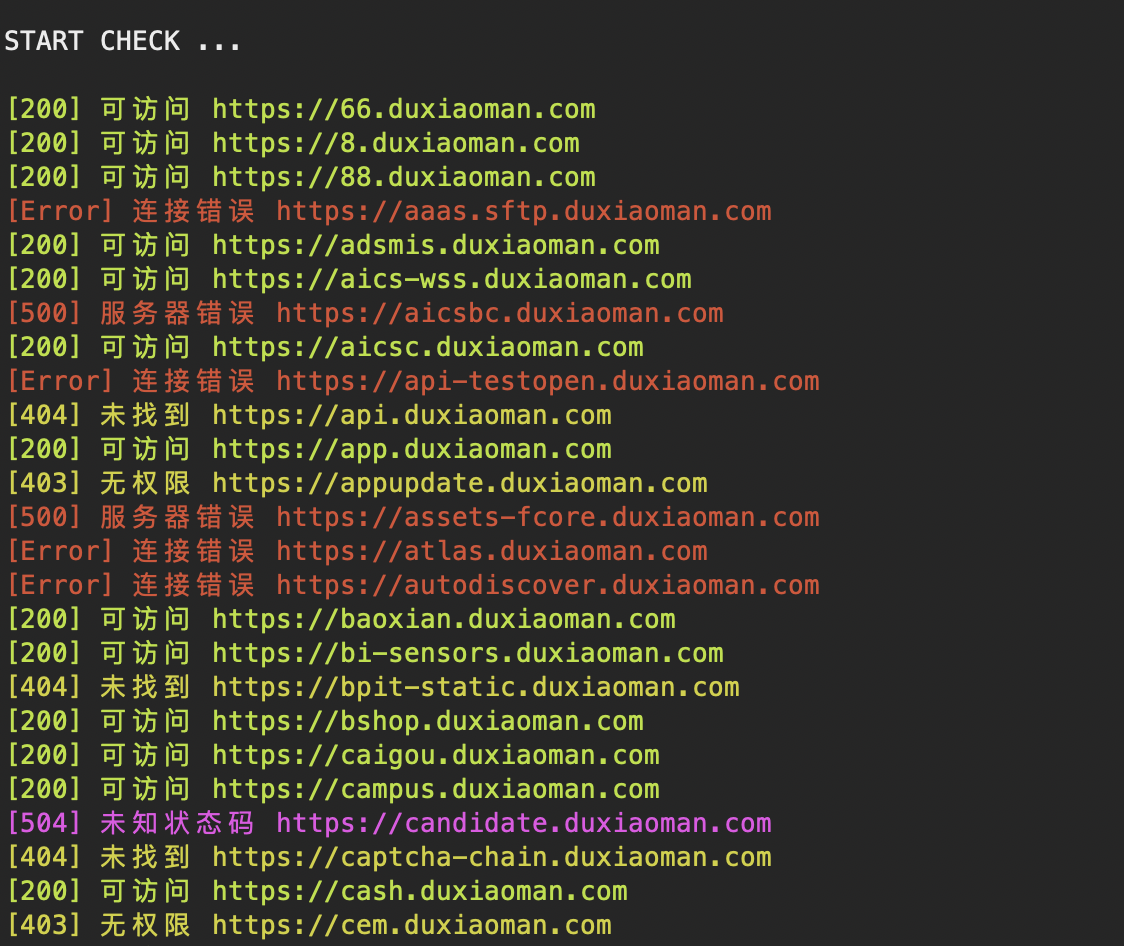 START CHECK ...
[200] 可访问 https://66.duxiaoman.com
[200] 可访问 https://8.duxiaoman.com
[200] 可访问 https://88.duxiaoman.com
[Error] 连接错误 https://aaas.sftp.duxiaoman.com
[200] 可访问 https://adsmis.duxiaoman.com
[200] 可访问 https://aics-wss.duxiaoman.com
[500] 服务器错误 https://aicsbc.duxiaoman.com
[200] 可访问 https://aicsc.duxiaoman.com
[Error] 连接错误 https://api-testopen.duxiaoman.com
[404] 未找到 https://api.duxiaoman.com
[200] 可访问 https://app.duxiaoman.com
[403] 无权限 https://appupdate.duxiaoman.com
[500] 服务器错误 https://assets-fcore.duxiaoman.com
[Error] 连接错误 https://atlas.duxiaoman.com
[Error] 连接错误 https://autodiscover.duxiaoman.com
[200] 可访问 https://baoxian.duxiaoman.com
[200] 可访问 https://bi-sensors.duxiaoman.com
[404] 未找到 https://bpit-static.duxiaoman.com
[200] 可访问 https://bshop.duxiaoman.com
[200] 可访问 https://caigou.duxiaoman.com
[200] 可访问 https://campus.duxiaoman.com
[504] 未知状态码 https://candidate.duxiaoman.com
[404] 未找到 https://captcha-chain.duxiaoman.com
[200] 可访问 https://cash.duxiaoman.com
[403] 无权限 https://cem.duxiaoman.com